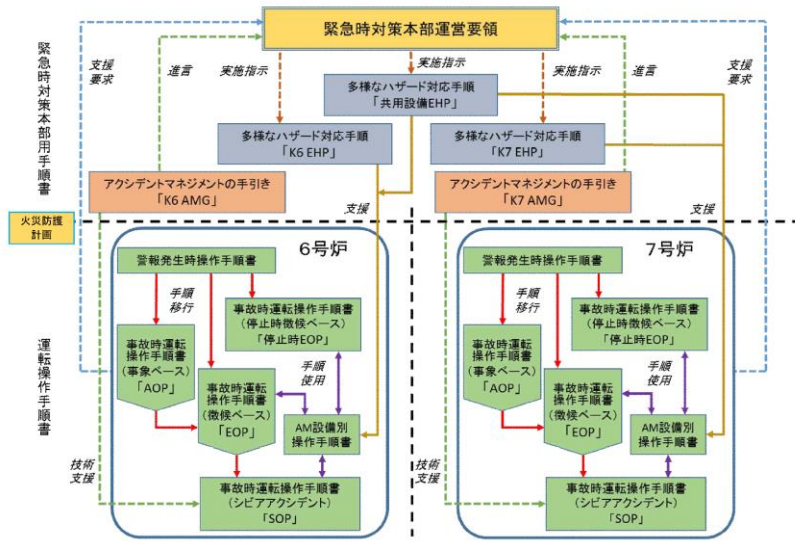 緊急時対策本部運営要領
緊急時対策本部用手順書
支援
要求
進言
実施指示
実施指示
実施指示
進言
支援
要求
多様なハザード対応手順
「共用設備EHP」
多様なハザード対応手順
「K6 EHP」
多様なハザード対応手順
「K7 EHP」
アクシデントマネジメントの手引き
「K6 AMG」
アクシデントマネジメントの手引き
「K7 AMG」
支援
支援
火災防護
計画
運転操作手順書
6号炉
警報発生時操作手順書
手順
移行
事故時運転操作手順書
(停止時徴候ベース)
「停止時EOP」
事故時運転
操作手順書
(事象ベース)
「AOP」
手順
使用
事故時運転
操作手順書
(徴候ベース)
「EOP」
AM設備別
操作手順書
技術
支援
事故時運転操作手順書
(シビアアクシデント)
「SOP」
7号炉
警報発生時操作手順書
手順
移行
事故時運転操作手順書
(停止時徴候ベース)
「停止時EOP」
事故時運転
操作手順書
(事象ベース)
「AOP」
手順
使用
事故時運転
操作手順書
(徴候ベース)
「EOP」
AM設備別
操作手順書
技術
支援
事故時運転操作手順書
(シビアアクシデント)
「SOP」